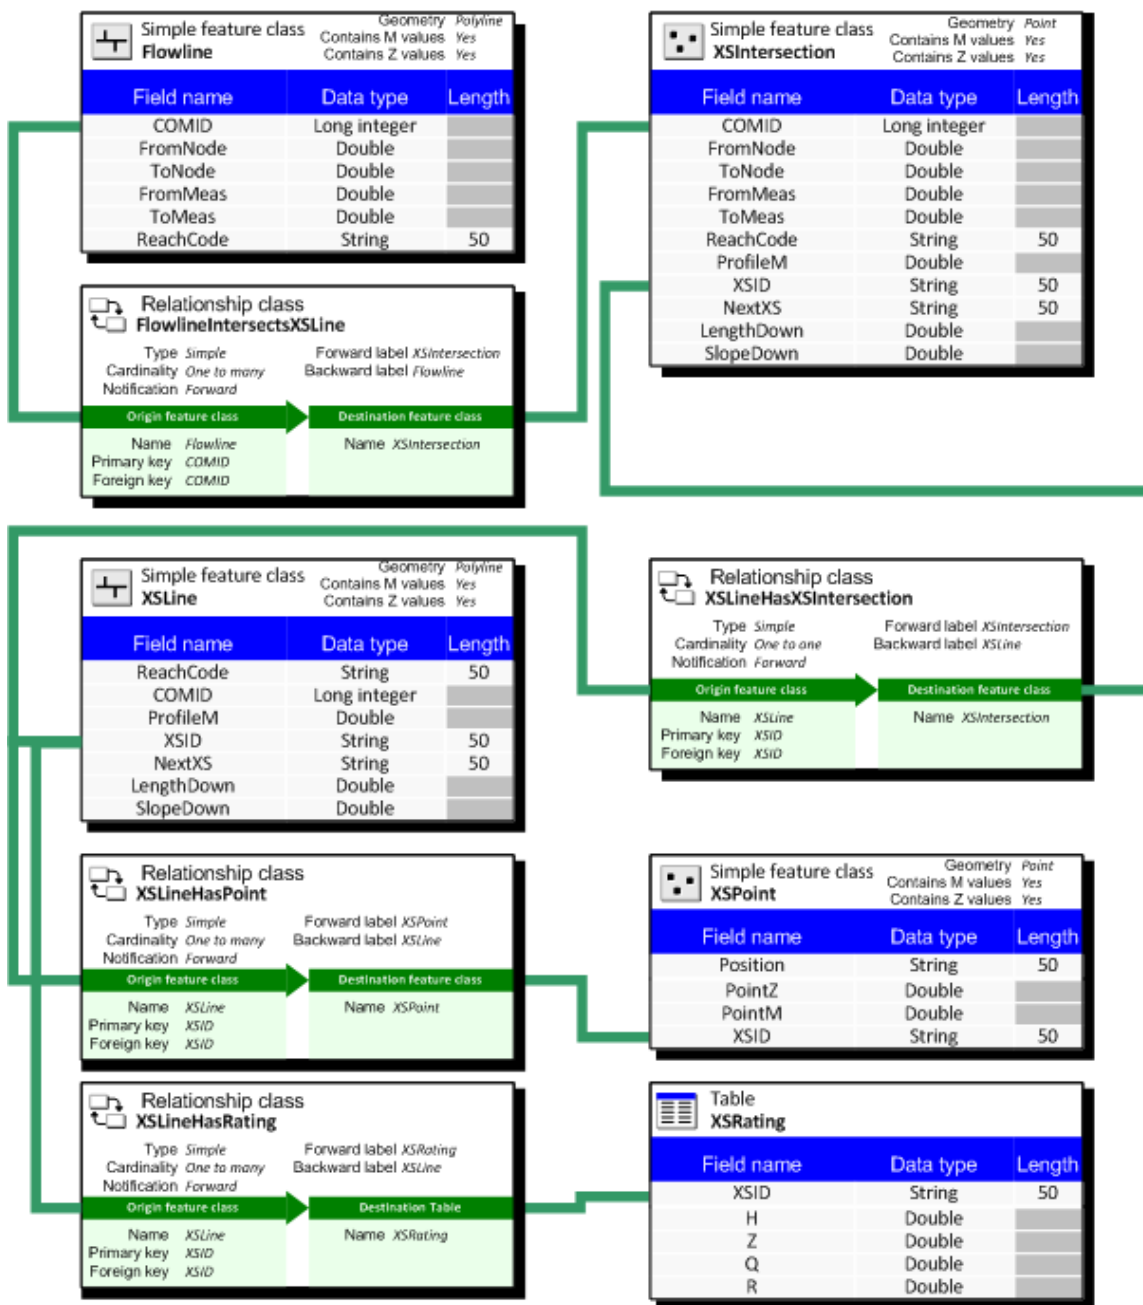 Simple feature class Geometry Polyline
Flowline Contains M values Yes
Contains Z values Yes
Field name Data type Length
COMID Long integer
FromNode Double
ToNode Double
FromMeas Double
ToMeas Double
ReachCode String 50
Simple feature class Geometry Point
XSIntersection Contains M values Yes
Contains Z values Yes
Field name Data type Length
COMID Long integer
FromNode Double
ToNode Double
FromMeas Double
ToMeas Double
ReachCode String 50
ProfileM Double
XSID String 50
NextXS String 50
LengthDown Double
SlopeDown Double
Relationship class
FlowlineIntersectsXSLine
Type Simple Forward label XSIntersection
Cardinality One to many Backward label Flowline
Notification Forward
Origin feature class Destination feature class
Name Flowline Name XSIntersection
Primary key COMID
Foreign key COMID
Simple feature class Geometry Polyline
XSLine Contains M values Yes
Contains Z values Yes
Field name Data type Length
ReachCode String 50
COMID Long integer
ProfileM Double
XSID String 50
NextXS String 50
LengthDown Double
SlopeDown Double
Relationship class
XSLineHasXSIntersection
Type Simple Forward label XSIntersection
Cardinality One to one Backward label XSLine
Notification Forward
Origin feature class Destination feature class
Name XSLine Name XSIntersection
Primary key XSID
Foreign key XSID
Relationship class
XSLineHasPoint
Type Simple Forward label XSPoint
Cardinality One to many Backward label XSLine
Notification Forward
Origin feature class Destination feature class
Name XSLine Name XSPoint
Primary key XSID
Foreign key XSID
Simple feature class Geometry Point
XSPoint Contains M values Yes
Contains Z values Yes
Field name Data type Length
Position String 50
PointZ Double
PointM Double
XSID String 50
Relationship class
XSLineHasRating
Type Simple Forward label XSRating
Cardinality One to many Backward label XSLine
Notification Forward
Origin feature class Destination Table
Name XSLine Name XSRating
Primary key XSID
Foreign key XSID
Table
XSRating
Field name Data type Length
XSID String 50
H Double
Z Double
Q Double
R Double